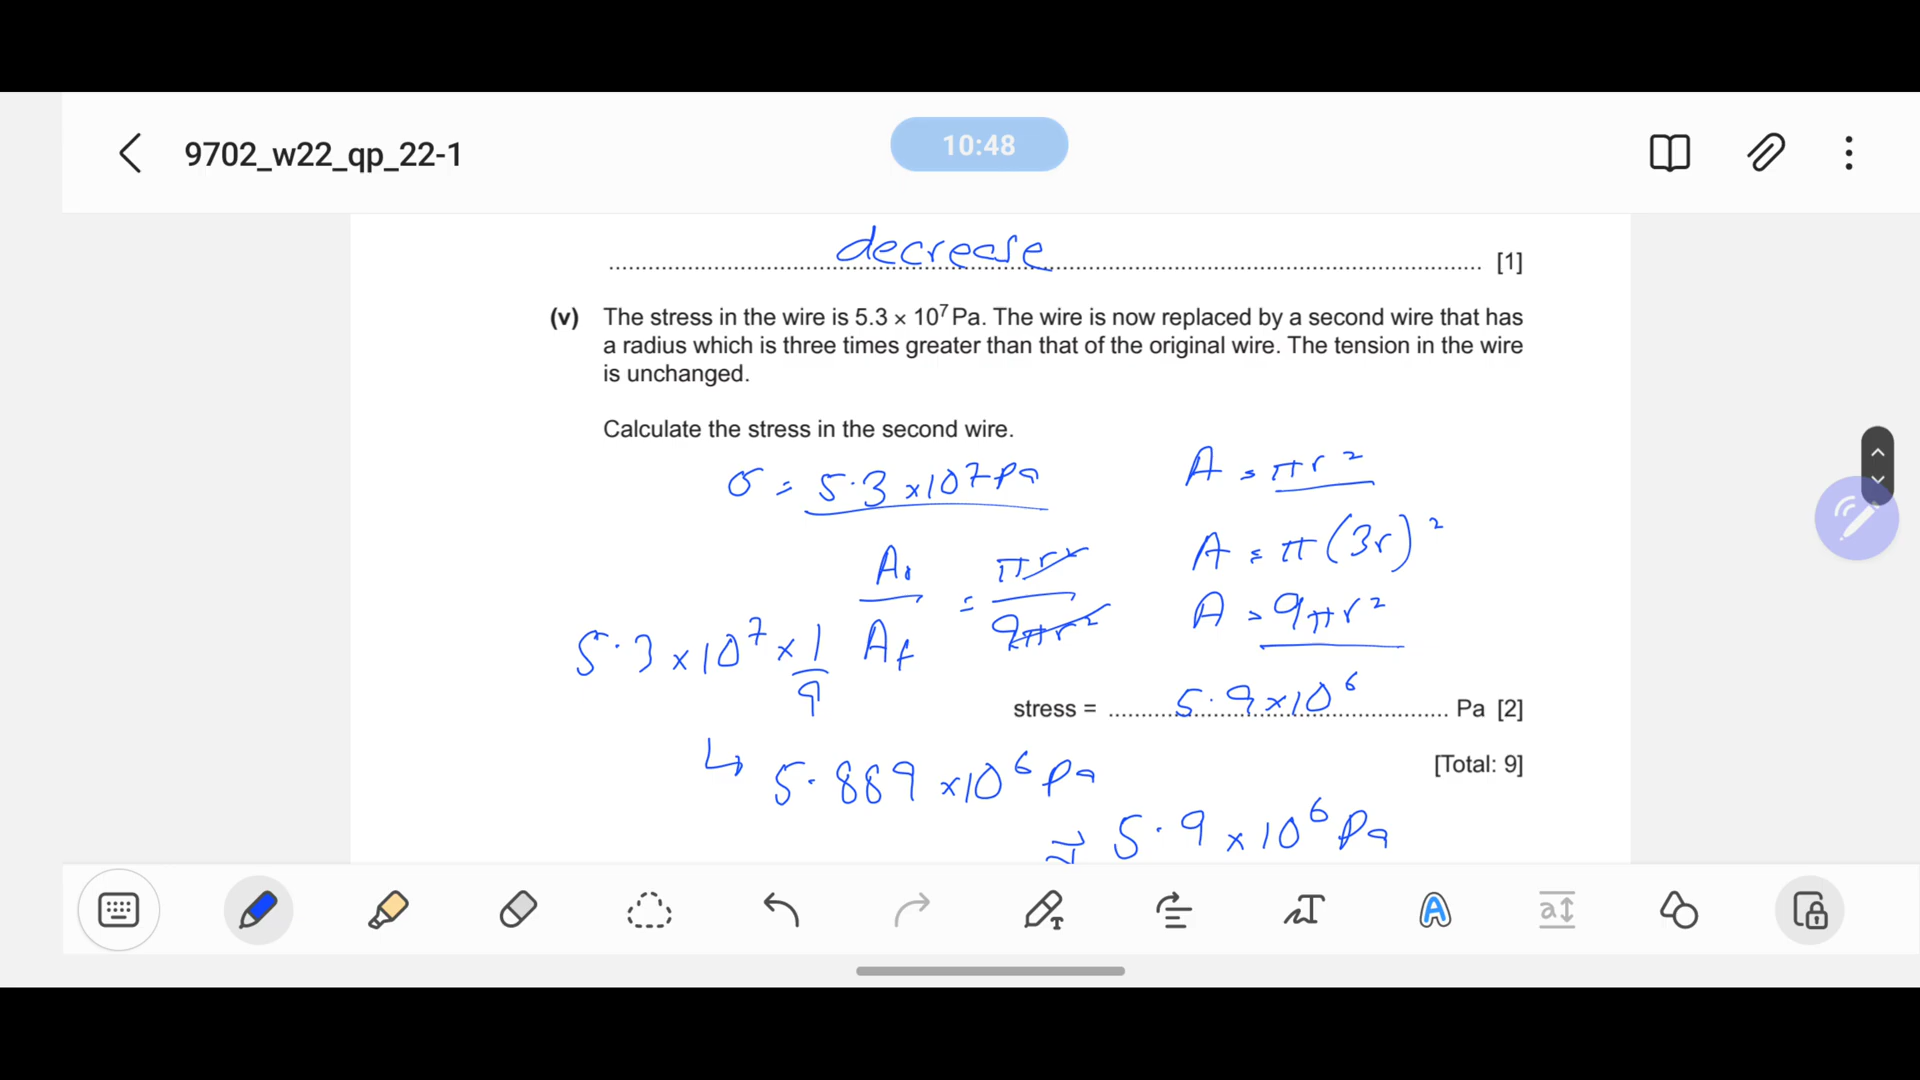 9702_w22_qp_22-1
10:48
decrease [1]
(v) The stress in the wire is 5.3 × 10⁷ Pa. The wire is now replaced by a second wire that has
a radius which is three times greater than that of the original wire. The tension in the wire
is unchanged.
Calculate the stress in the second wire.
σ = 5.3 × 10⁷ Pa
A = πr²
A = π(3r)²
A₀/A_f = πr²/9πr²
A = 9πr²
5.3 × 10⁷ × 1/9
stress = 5.9 × 10⁶ Pa [2]
↳ 5.889 × 10⁶ Pa
[Total: 9]
≈ 5.9 × 10⁶ Pa